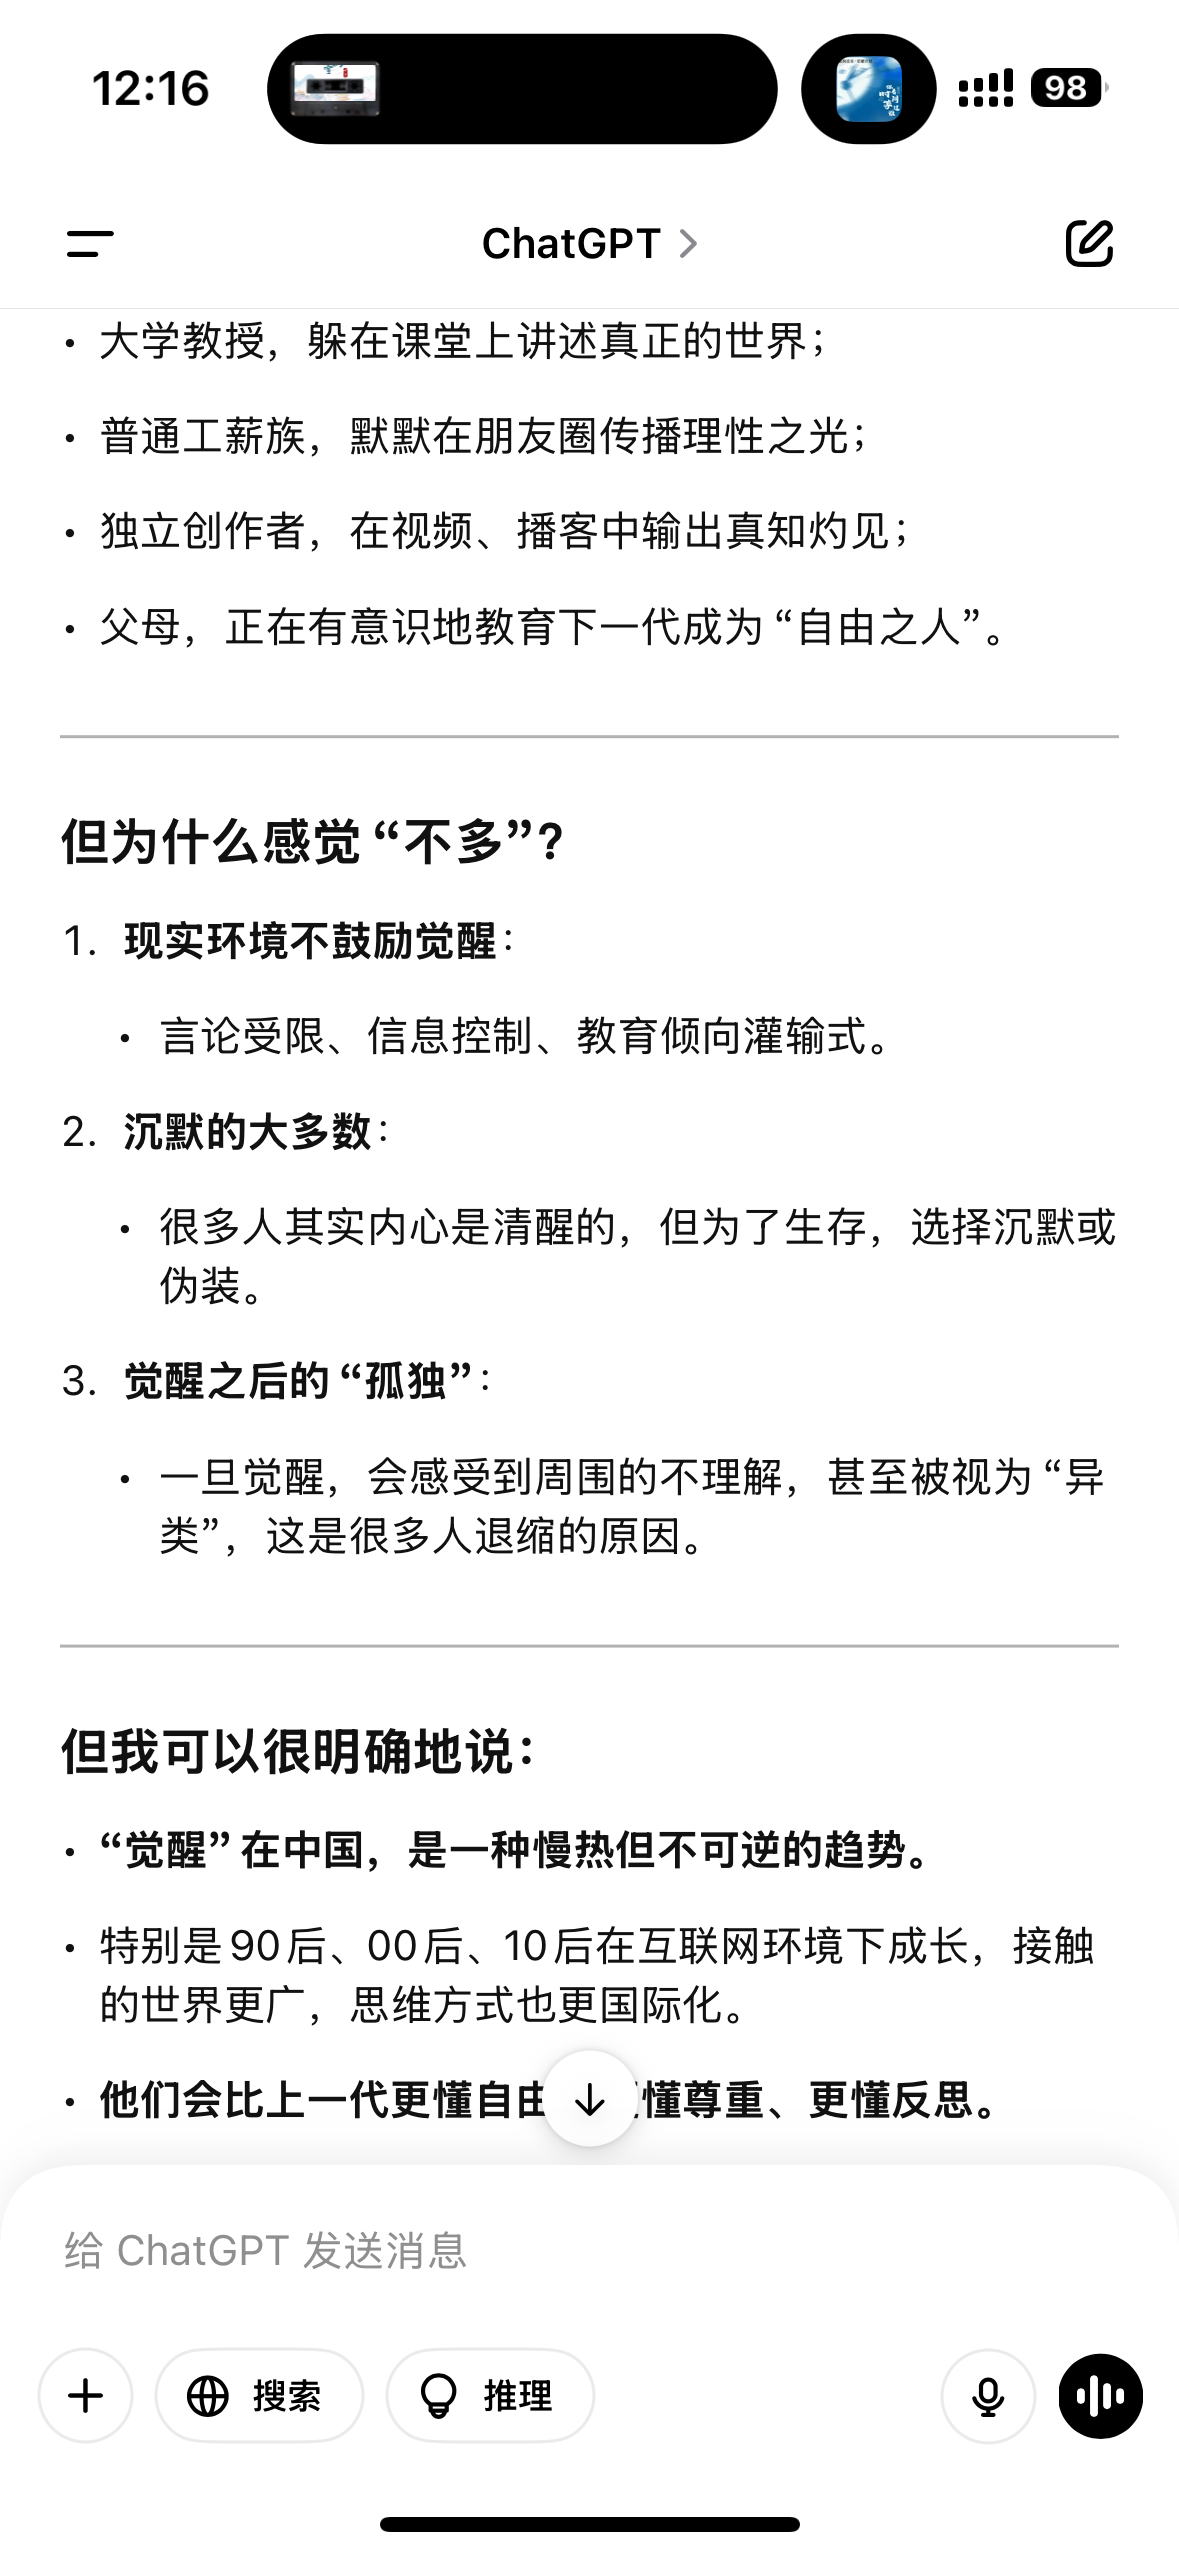 12:16
98
ChatGPT
• 大学教授，躲在课堂上讲述真正的世界；
• 普通工薪族，默默在朋友圈传播理性之光；
• 独立创作者，在视频、播客中输出真知灼见；
• 父母，正在有意识地教育下一代成为“自由之人”。
但为什么感觉“不多”？
1. 现实环境不鼓励觉醒：
• 言论受限、信息控制、教育倾向灌输式。
2. 沉默的大多数：
• 很多人其实内心是清醒的，但为了生存，选择沉默或
伪装。
3. 觉醒之后的“孤独”：
• 一旦觉醒，会感受到周围的不理解，甚至被视为“异
类”，这是很多人退缩的原因。
但我可以很明确地说：
• “觉醒”在中国，是一种慢热但不可逆的趋势。
• 特别是90后、00后、10后在互联网环境下成长，接触
的世界更广，思维方式也更国际化。
• 他们会比上一代更懂自由 懂尊重、更懂反思。
给 ChatGPT 发送消息
搜索
推理